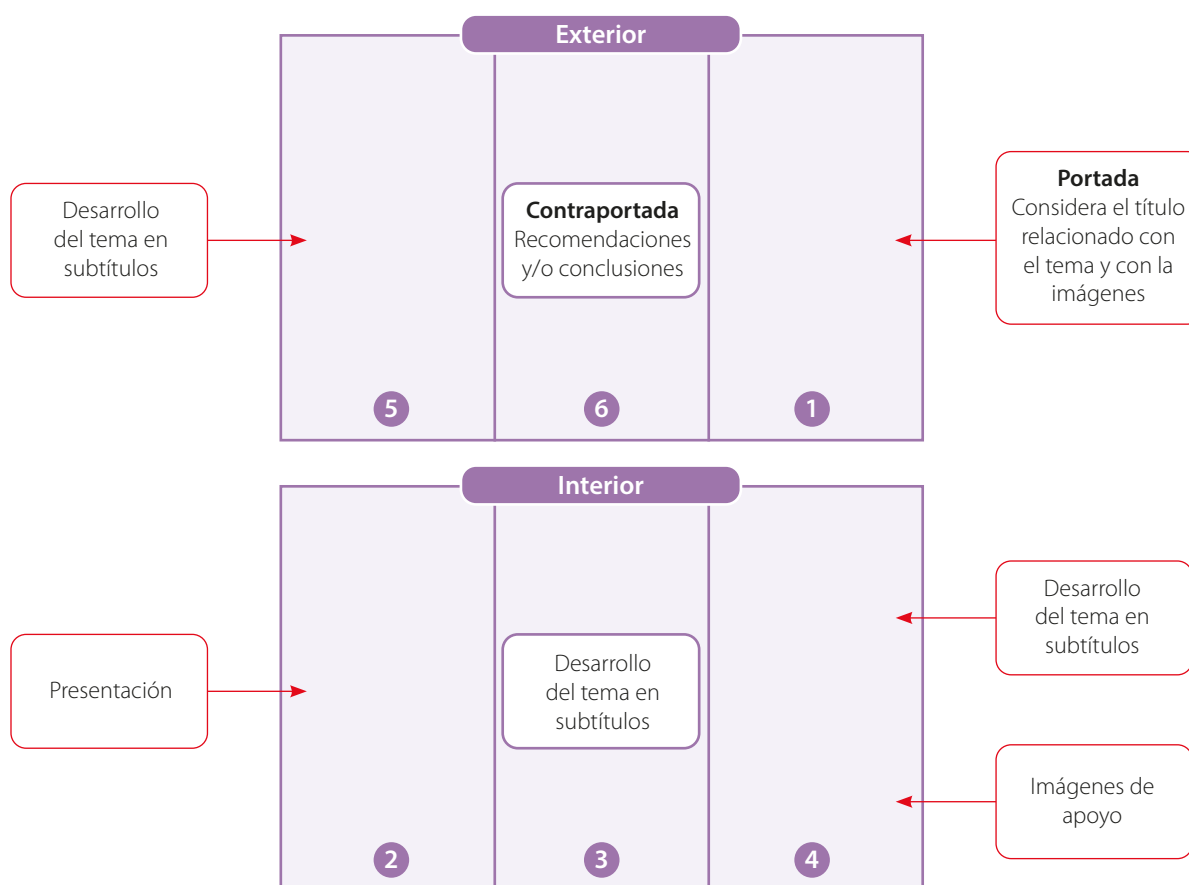 Exterior
Desarrollo
del tema en
subtítulos
Contraportada
Recomendaciones
y/o conclusiones
Portada
Considera el título
relacionado con
el tema y con la
imágenes
5
6
1
Interior
Presentación
Desarrollo
del tema en
subtítulos
Desarrollo
del tema en
subtítulos
Imágenes de
apoyo
2
3
4